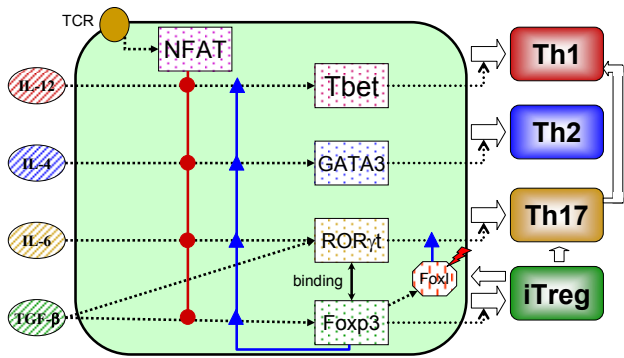 TCR
NFAT
IL-12
Tbet
Th1
IL-4
GATA3
Th2
IL-6
RORγt
Th17
binding
FoxI
iTreg
TGF-β
Foxp3